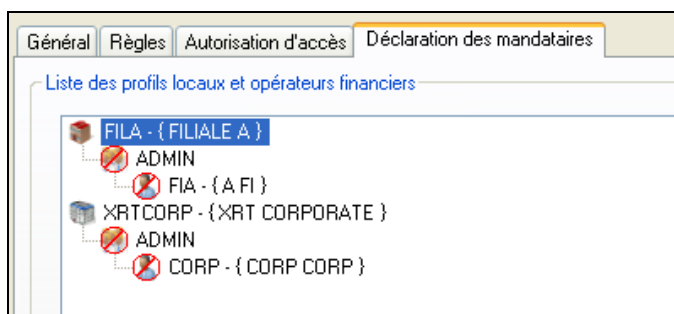 Général Règles Autorisation d'accès Déclaration des mandataires
Liste des profils locaux et opérateurs financiers
FILA - { FILIALE A }
ADMIN
FIA - { A FI }
XRTCORP - { XRT CORPORATE }
ADMIN
CORP - { CORP CORP }